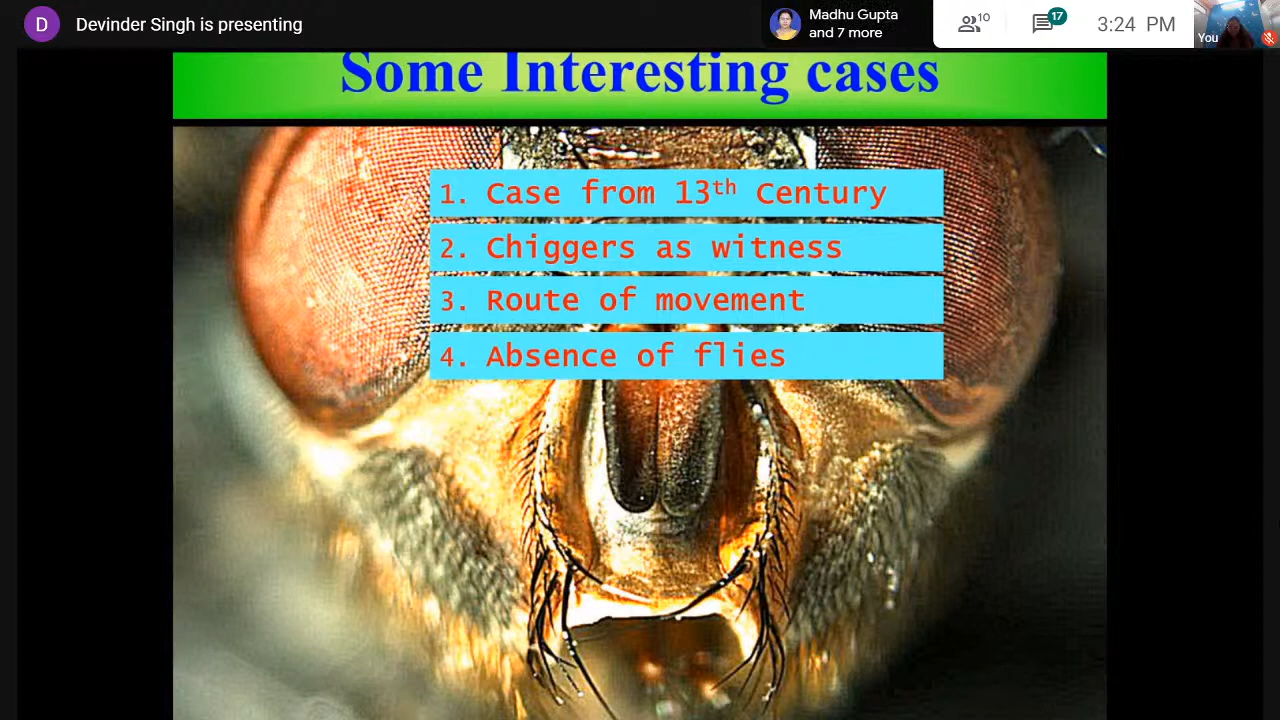 D Devinder Singh is presenting
Madhu Gupta
and 7 more
10
17
3:24 PM
You
Some Interesting cases
1. Case from 13th Century
2. Chiggers as witness
3. Route of movement
4. Absence of flies